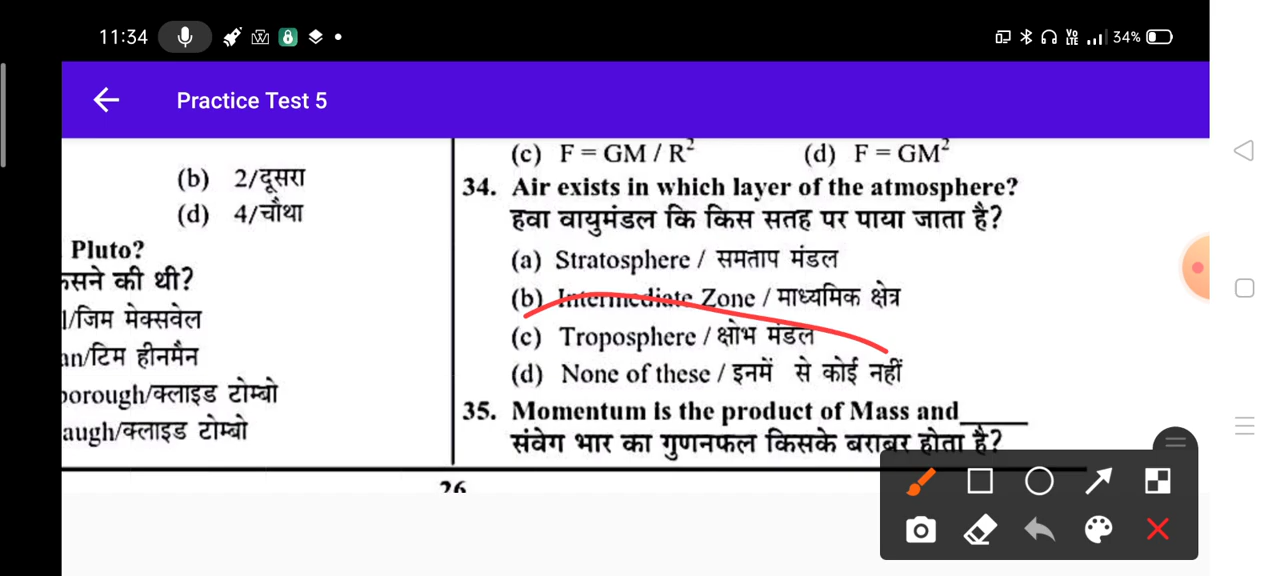 11:34
34%
Practice Test 5
(b) 2/दूसरा
(d) 4/चौथा
Pluto?
सने की थी?
/जिम मेक्सवेल
an/टिम हीनमैन
orough/क्लाइड टोम्बो
augh/क्लाइड टोम्बो
(c) F = GM / R²
(d) F = GM²
34. Air exists in which layer of the atmosphere?
हवा वायुमंडल कि किस सतह पर पाया जाता है?
(a) Stratosphere / समताप मंडल
(b) Intermediate Zone / माध्यमिक क्षेत्र
(c) Troposphere / क्षोभ मंडल
(d) None of these / इनमें से कोई नहीं
35. Momentum is the product of Mass and_____
संवेग भार का गुणनफल किसके बराबर होता है?
26